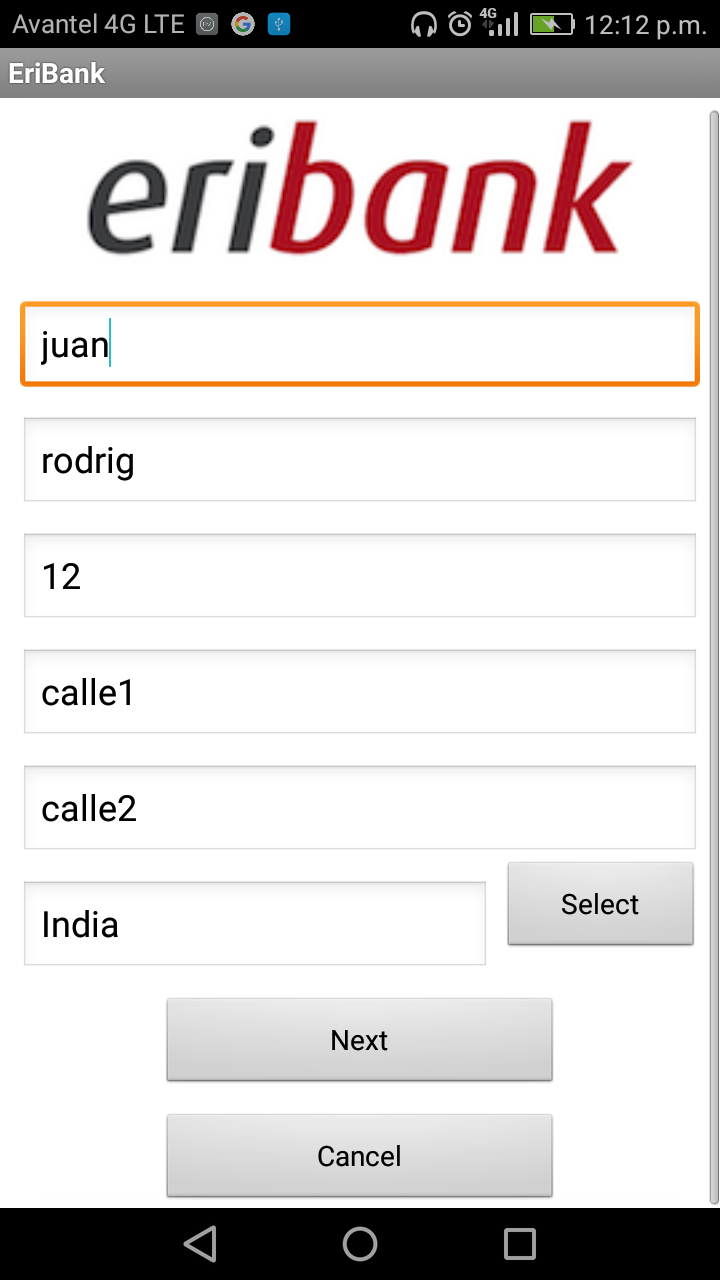 Avantel 4G LTE 4G 12:12 p.m.
EriBank
eribank
juan
rodrig
12
calle1
calle2
India
Select
Next
Cancel